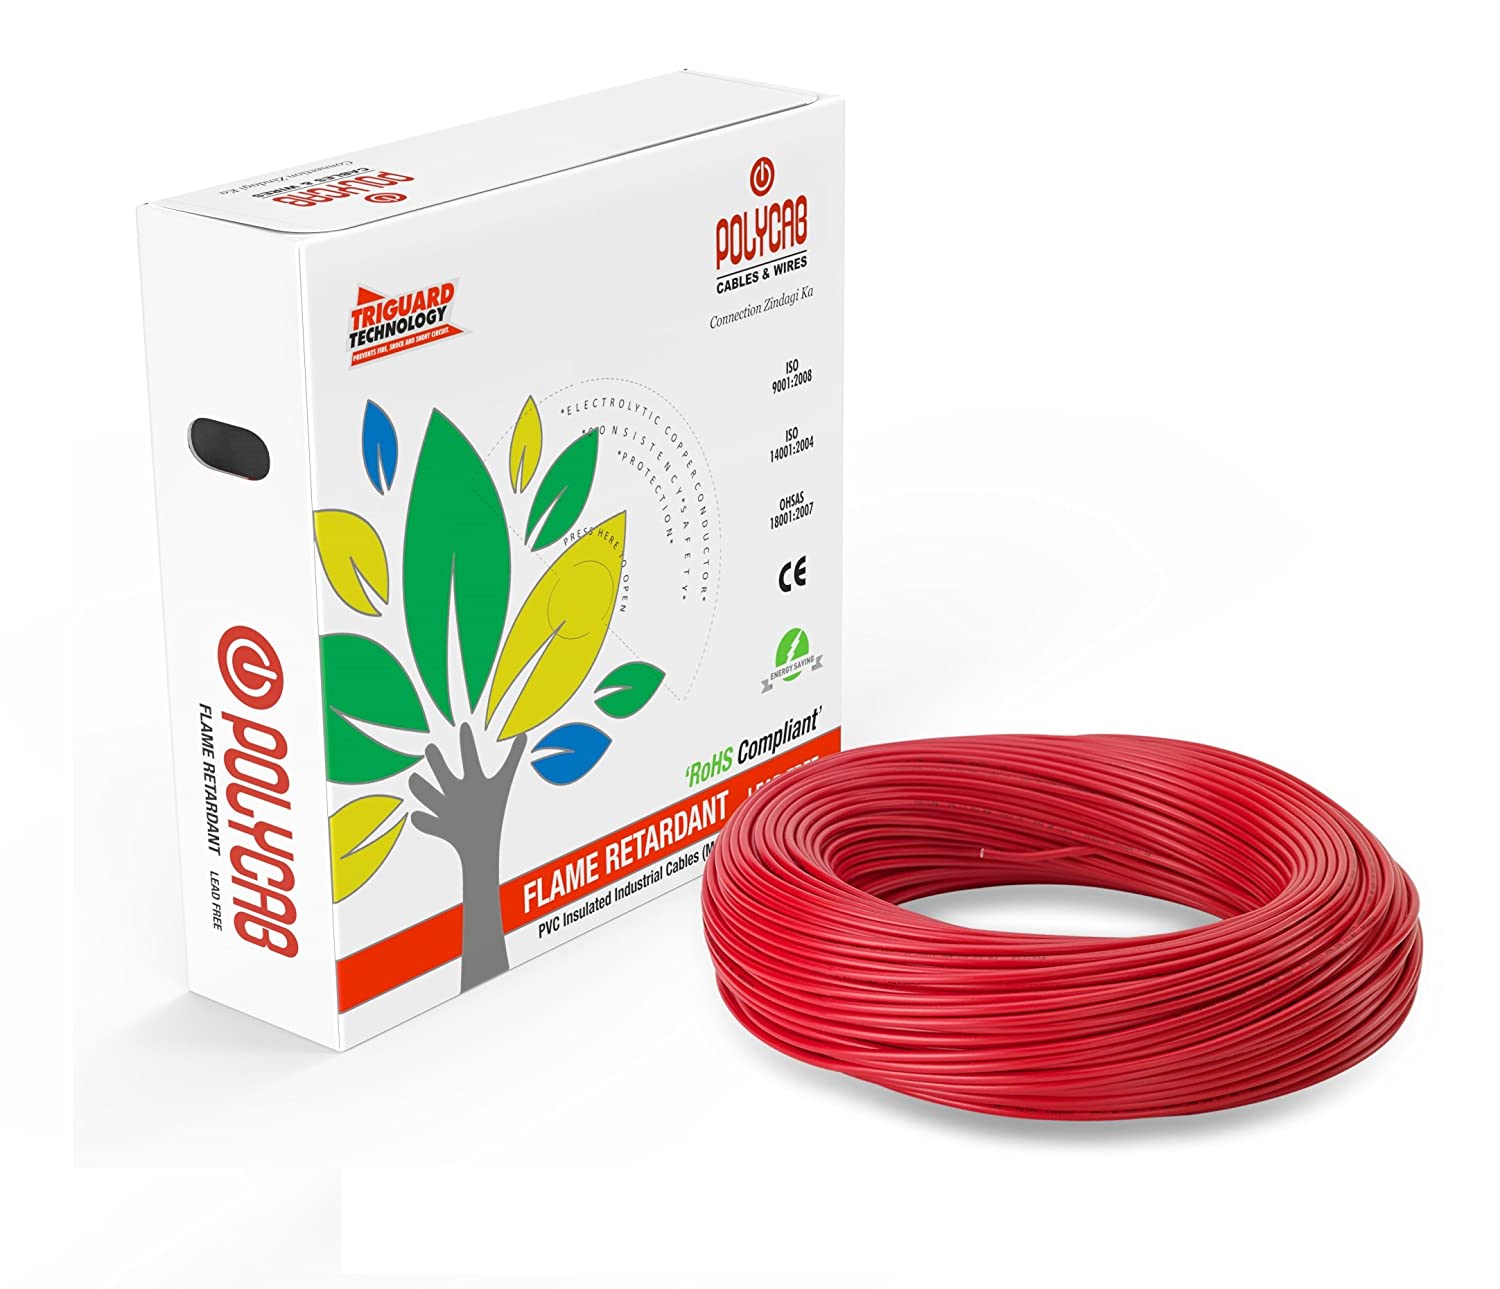 POLYCAB
CABLES & WIRES
Connection Zindagi Ka
TRIGUARD
TECHNOLOGY
PREVENTS FIRE, SHOCK AND SHORT CIRCUIT.
POLYCAB
CABLES & WIRES
Connection Zindagi Ka
ISO
9001:2008
ISO
14001:2004
OHSAS
18001:2007
CE
ENERGY SAVING
*ELECTROLYTIC COPPER CONDUCTOR*
*CONSISTENCY*SAFETY*
*PROTECTION*
PRESS HERE TO OPEN
'RoHS Compliant'
FLAME RETARDANT
PVC Insulated Industrial Cables
POLYCAB
FLAME RETARDANT LEAD FREE